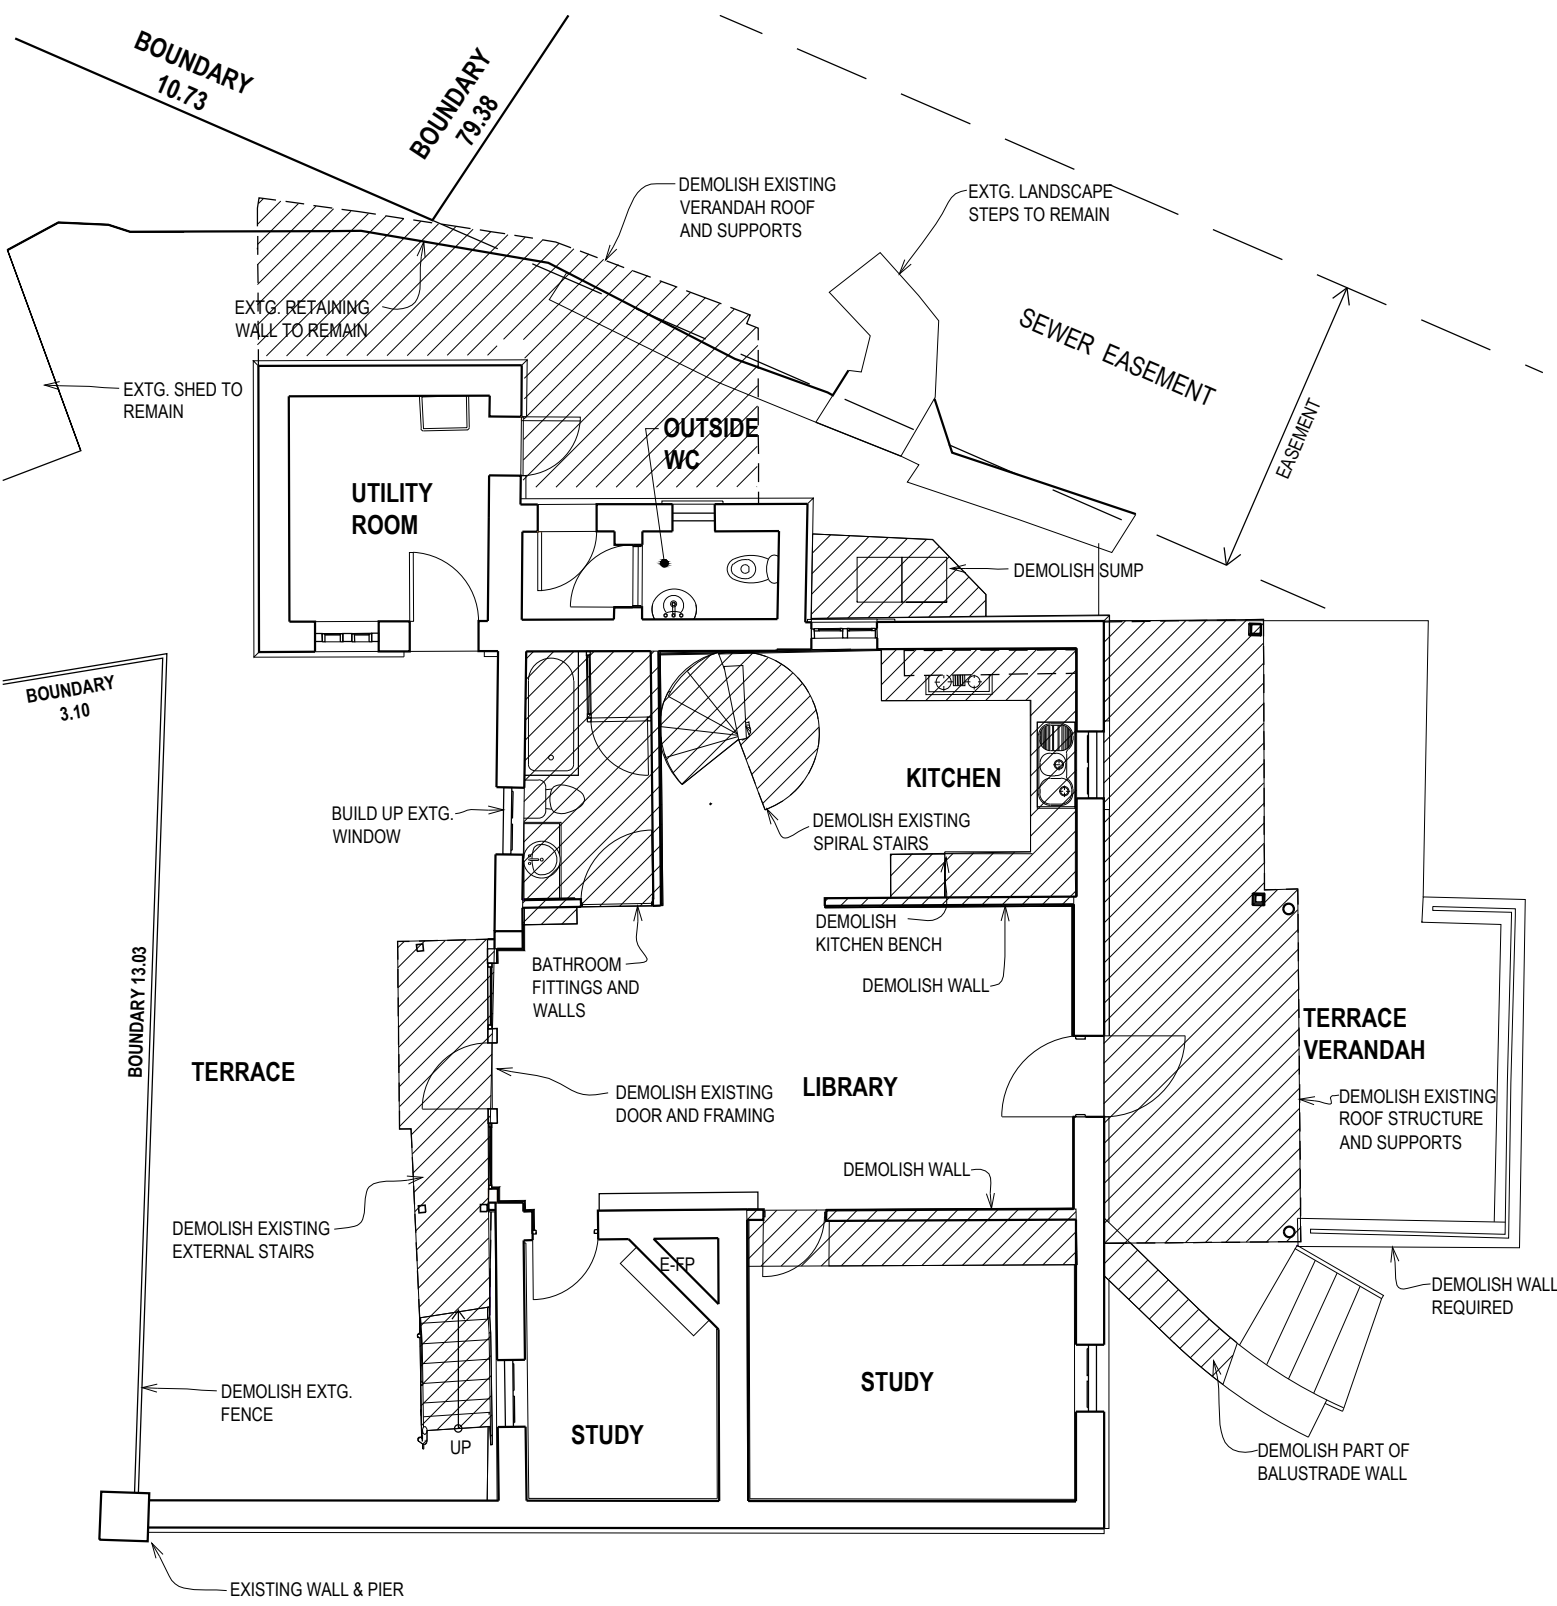 BOUNDARY
10.73
BOUNDARY
79.38
DEMOLISH EXISTING
VERANDAH ROOF
AND SUPPORTS
EXTG. LANDSCAPE
STEPS TO REMAIN
EXTG. RETAINING
WALL TO REMAIN
SEWER EASEMENT
EASEMENT
EXTG. SHED TO
REMAIN
OUTSIDE
WC
UTILITY
ROOM
DEMOLISH SUMP
BOUNDARY
3.10
KITCHEN
BUILD UP EXTG.
WINDOW
DEMOLISH EXISTING
SPIRAL STAIRS
DEMOLISH
KITCHEN BENCH
BATHROOM
FITTINGS AND
WALLS
DEMOLISH WALL
BOUNDARY 13.03
TERRACE
VERANDAH
TERRACE
LIBRARY
DEMOLISH EXISTING
DOOR AND FRAMING
DEMOLISH EXISTING
ROOF STRUCTURE
AND SUPPORTS
DEMOLISH WALL
DEMOLISH EXISTING
EXTERNAL STAIRS
E-FP
DEMOLISH WALL
REQUIRED
STUDY
DEMOLISH EXTG.
FENCE
STUDY
UP
DEMOLISH PART OF
BALUSTRADE WALL
EXISTING WALL & PIER